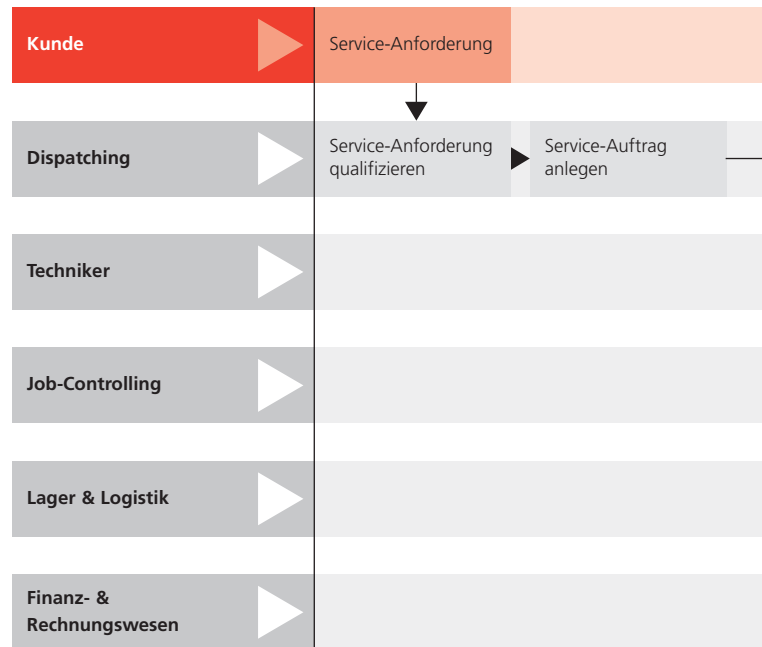 Kunde
Service-Anforderung
Dispatching
Service-Anforderung
qualifizieren
Service-Auftrag
anlegen
Techniker
Job-Controlling
Lager & Logistik
Finanz- &
Rechnungswesen